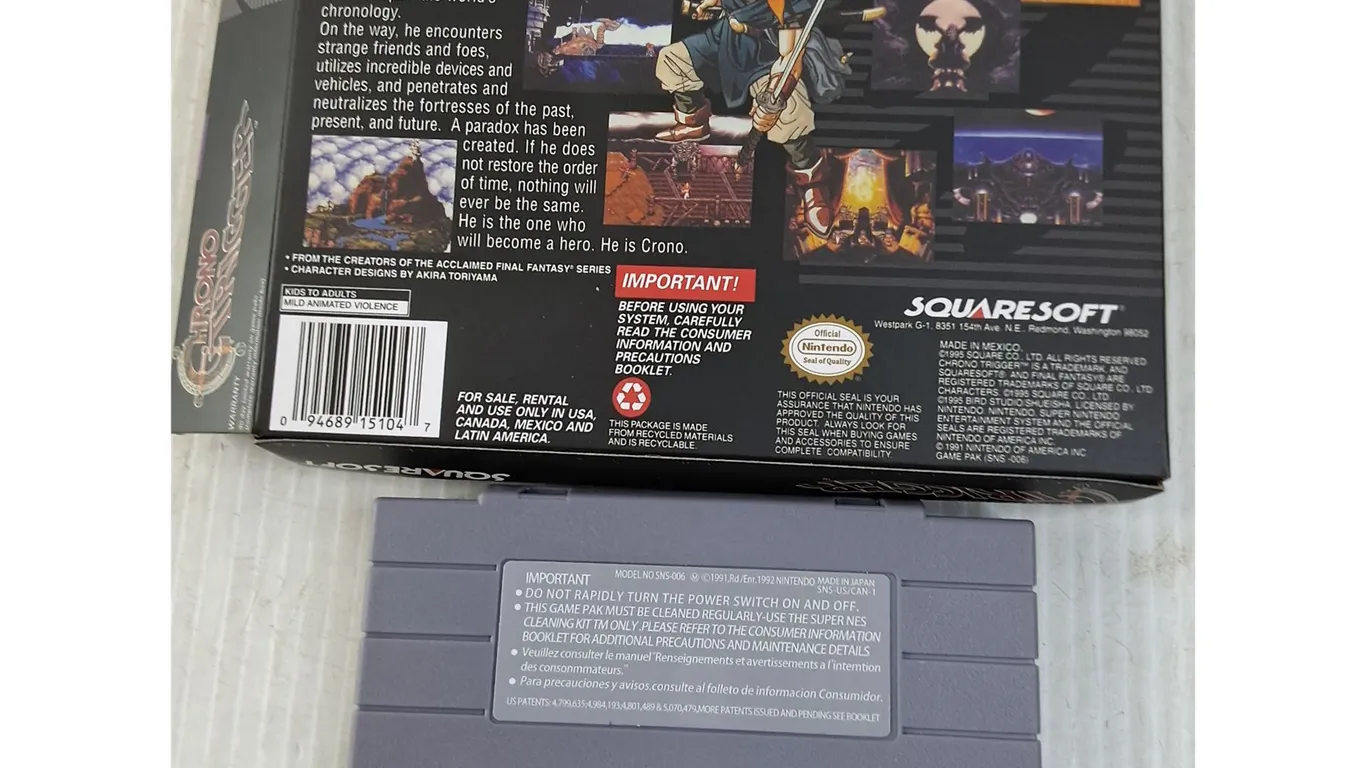 chronology.
On the way, he encounters
strange friends and foes,
utilizes incredible devices and
vehicles, and penetrates and
neutralizes the fortresses of the past,
present, and future. A paradox has been
created. If he does
not restore the order
of time, nothing will
ever be the same.
He is the one who
will become a hero. He is Crono.
• FROM THE CREATORS OF THE ACCLAIMED FINAL FANTASY® SERIES
• CHARACTER DESIGNS BY AKIRA TORIYAMA
KIDS TO ADULTS
MILD ANIMATED VIOLENCE
0 94689 15104 7
FOR SALE, RENTAL
AND USE ONLY IN USA,
CANADA, MEXICO AND
LATIN AMERICA.
IMPORTANT!
BEFORE USING YOUR
SYSTEM, CAREFULLY
READ THE CONSUMER
INFORMATION AND
PRECAUTIONS
BOOKLET.
THIS PACKAGE IS MADE
FROM RECYCLED MATERIALS
AND IS RECYCLABLE.
Official
Nintendo
Seal of Quality
THIS OFFICIAL SEAL IS YOUR
ASSURANCE THAT NINTENDO HAS
APPROVED THE QUALITY OF THIS
PRODUCT. ALWAYS LOOK FOR
THIS SEAL WHEN BUYING GAMES
AND ACCESSORIES TO ENSURE
COMPLETE COMPATIBILITY.
SQUARESOFT®
Westpark G-1, 8351 154th Ave. N.E., Redmond, Washington 98052
MADE IN MEXICO.
©1995 SQUARE CO., LTD. ALL RIGHTS RESERVED
CHRONO TRIGGER™ IS A TRADEMARK, AND
SQUARESOFT® AND FINAL FANTASY® ARE
REGISTERED TRADEMARKS OF SQUARE CO., LTD
CHARACTERS: ©1995 SQUARE CO., LTD.
©1995 BIRD STUDIO/SHUEISHA LICENSED BY
NINTENDO. NINTENDO, SUPER NINTENDO
ENTERTAINMENT SYSTEM AND THE OFFICIAL
SEALS ARE REGISTERED TRADEMARKS OF
NINTENDO OF AMERICA INC.
© 1991 NINTENDO OF AMERICA INC
GAME PAK (SNS -006)
CHRONO
TRIGGER
WARRANTY
SQUARESOFT
IMPORTANT MODEL NO SNS-006 Ⓜ ©1991,Rd/Enr.1992 NINTENDO MADE IN JAPAN
SNS-US/CAN-1
• DO NOT RAPIDLY TURN THE POWER SWITCH ON AND OFF.
• THIS GAME PAK MUST BE CLEANED REGULARLY-USE THE SUPER NES
CLEANING KIT TM ONLY .PLEASE REFER TO THE CONSUMER INFORMATION
BOOKLET FOR ADDITIONAL PRECAUTIONS AND MAINTENANCE DETAILS
• Veuillez consulter le manuel"Renseignements et avertissements a l'intemtion
des consonmmateurs."
• Para precauciones y avisos,consulte al folleto de informacion Consumidor.
US PATENTS: 4,799,635;4,984,193;4,801,489 & 5,070,479,MORE PATENTS ISSUED AND PENDING SEE BOOKLET